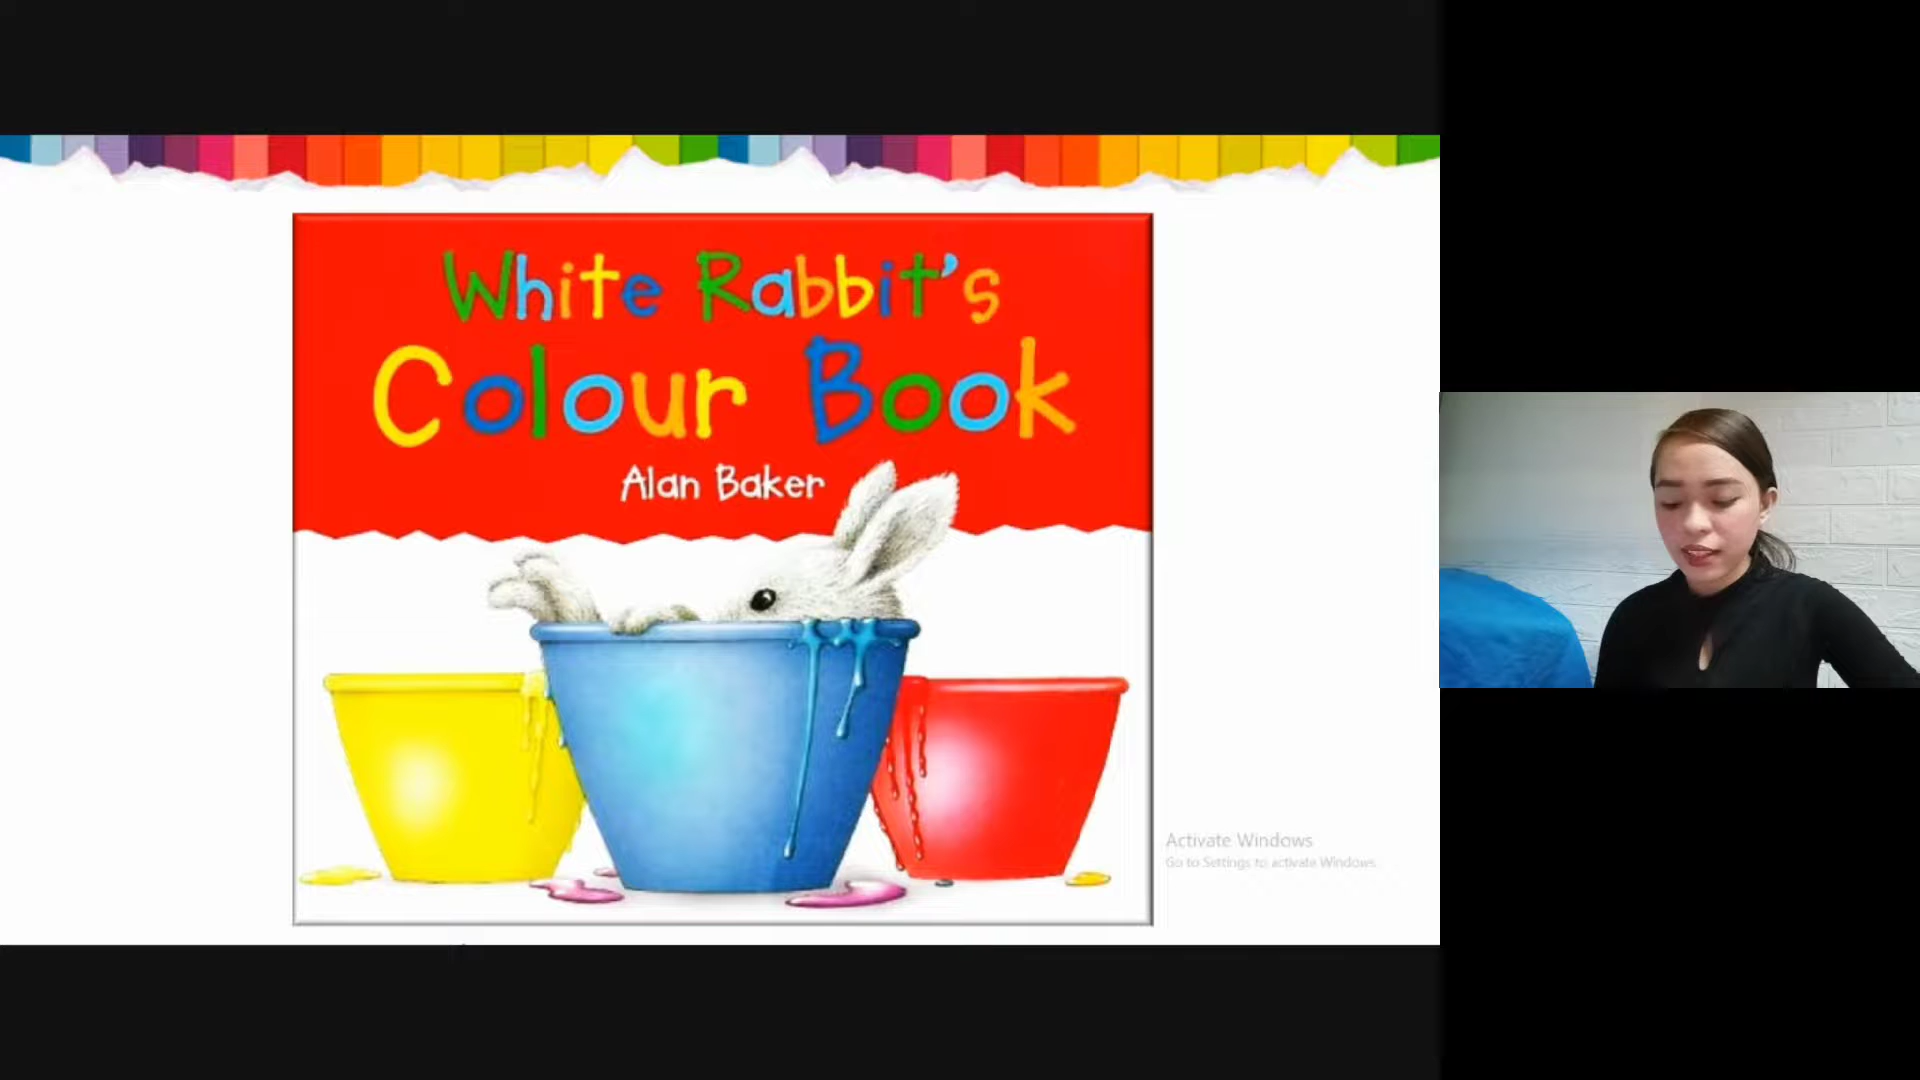 White Rabbit's
Colour Book
Alan Baker
Activate Windows
Go to Settings to activate Windows.